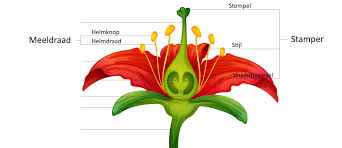 Stempel
Helmknop
Meeldraad
Helmdraad
Stijl
Stamper
Vruchtbeginsel